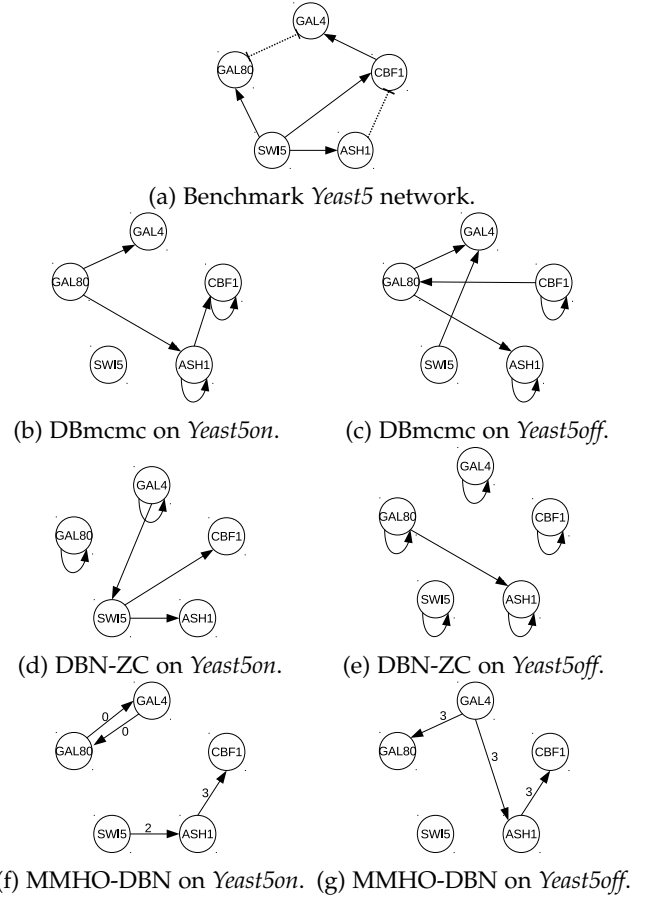 GAL4
GAL80
CBF1
SWI5
ASH1
(a) Benchmark Yeast5 network.
GAL4
GAL80
CBF1
SWI5
ASH1
(b) DBmcmc on Yeast5on.
GAL4
GAL80
CBF1
SWI5
ASH1
(c) DBmcmc on Yeast5off.
GAL4
GAL80
CBF1
SWI5
ASH1
(d) DBN-ZC on Yeast5on.
GAL4
GAL80
CBF1
SWI5
ASH1
(e) DBN-ZC on Yeast5off.
GAL4
0
0
GAL80
CBF1
3
SWI5
2
ASH1
(f) MMHO-DBN on Yeast5on.
GAL4
3
GAL80
3
CBF1
3
SWI5
ASH1
(g) MMHO-DBN on Yeast5off.